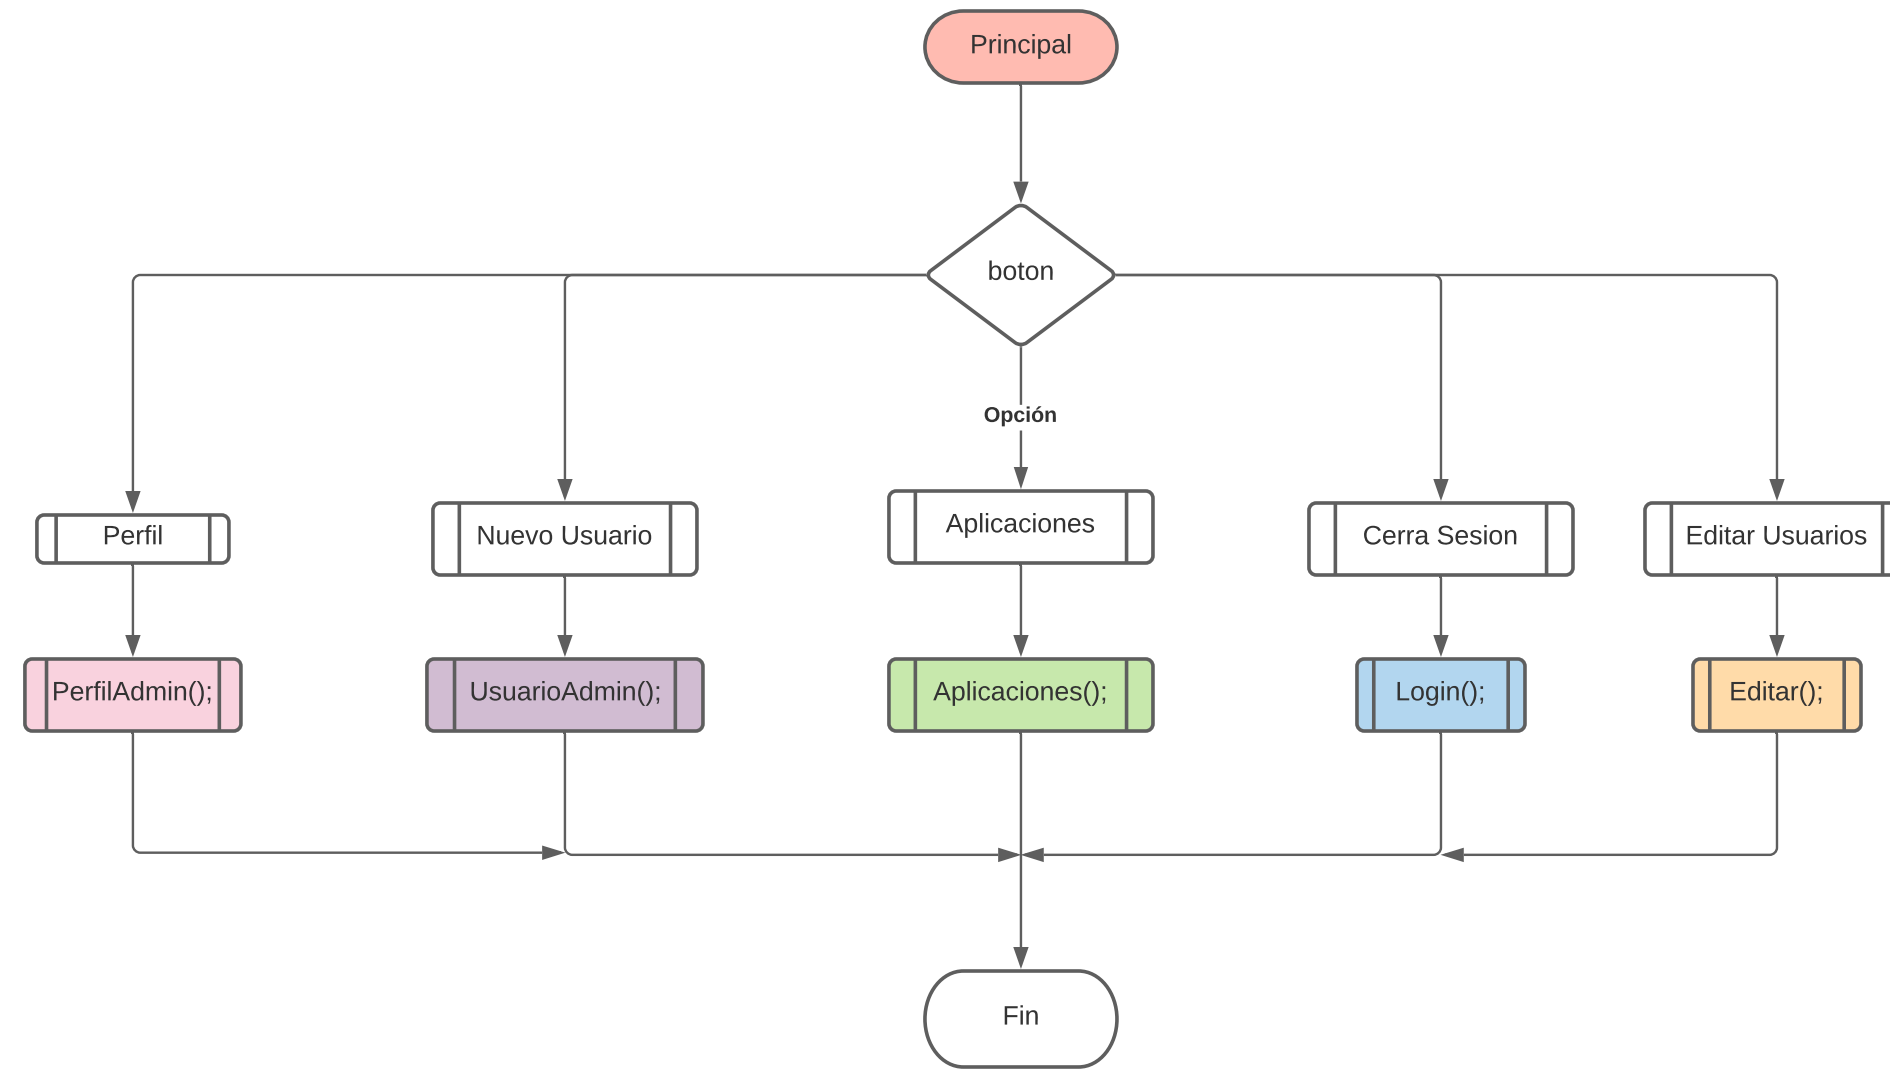 Principal
boton
Opción
Perfil
Nuevo Usuario
Aplicaciones
Cerra Sesion
Editar Usuarios
PerfilAdmin();
UsuarioAdmin();
Aplicaciones();
Login();
Editar();
Fin